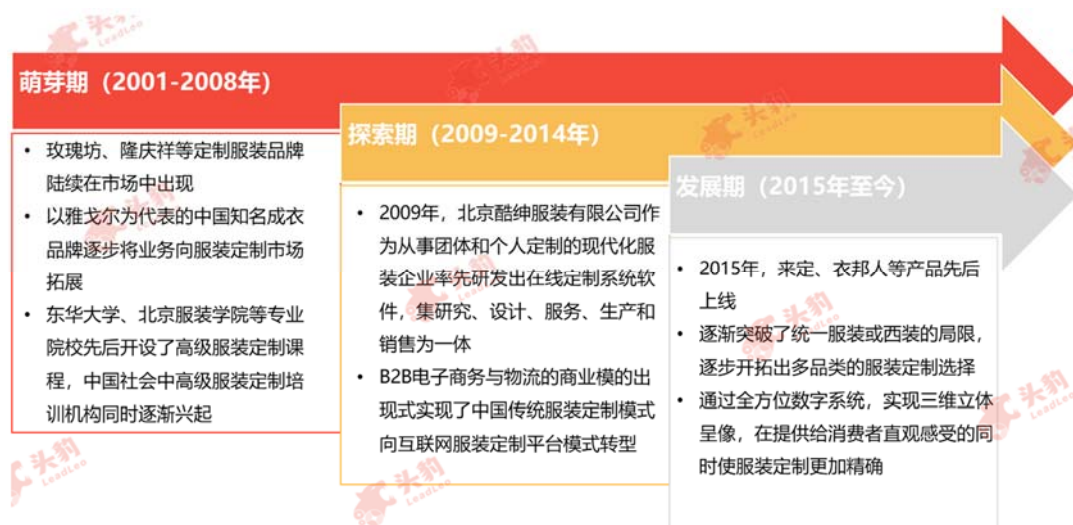 萌芽期（2001-2008年）
• 玫瑰坊、隆庆祥等定制服装品牌
陆续在市场中出现
• 以雅戈尔为代表的中国知名成衣
品牌逐步将业务向服装定制市场
拓展
• 东华大学、北京服装学院等专业
院校先后开设了高级服装定制课
程，中国社会中高级服装定制培
训机构同时逐渐兴起
探索期（2009-2014年）
• 2009年，北京酷绅服装有限公司作
为从事团体和个人定制的现代化服
装企业率先研发出在线定制系统软
件，集研究、设计、服务、生产和
销售为一体
• B2B电子商务与物流的商业模的出
现式实现了中国传统服装定制模式
向互联网服装定制平台模式转型
发展期（2015年至今）
• 2015年，来定、衣邦人等产品先后
上线
• 逐渐突破了统一服装或西装的局限，
逐步开拓出多品类的服装定制选择
• 通过全方位数字系统，实现三维立体
呈像，在提供给消费者直观感受的同
时使服装定制更加精确
头豹
LeadLeo